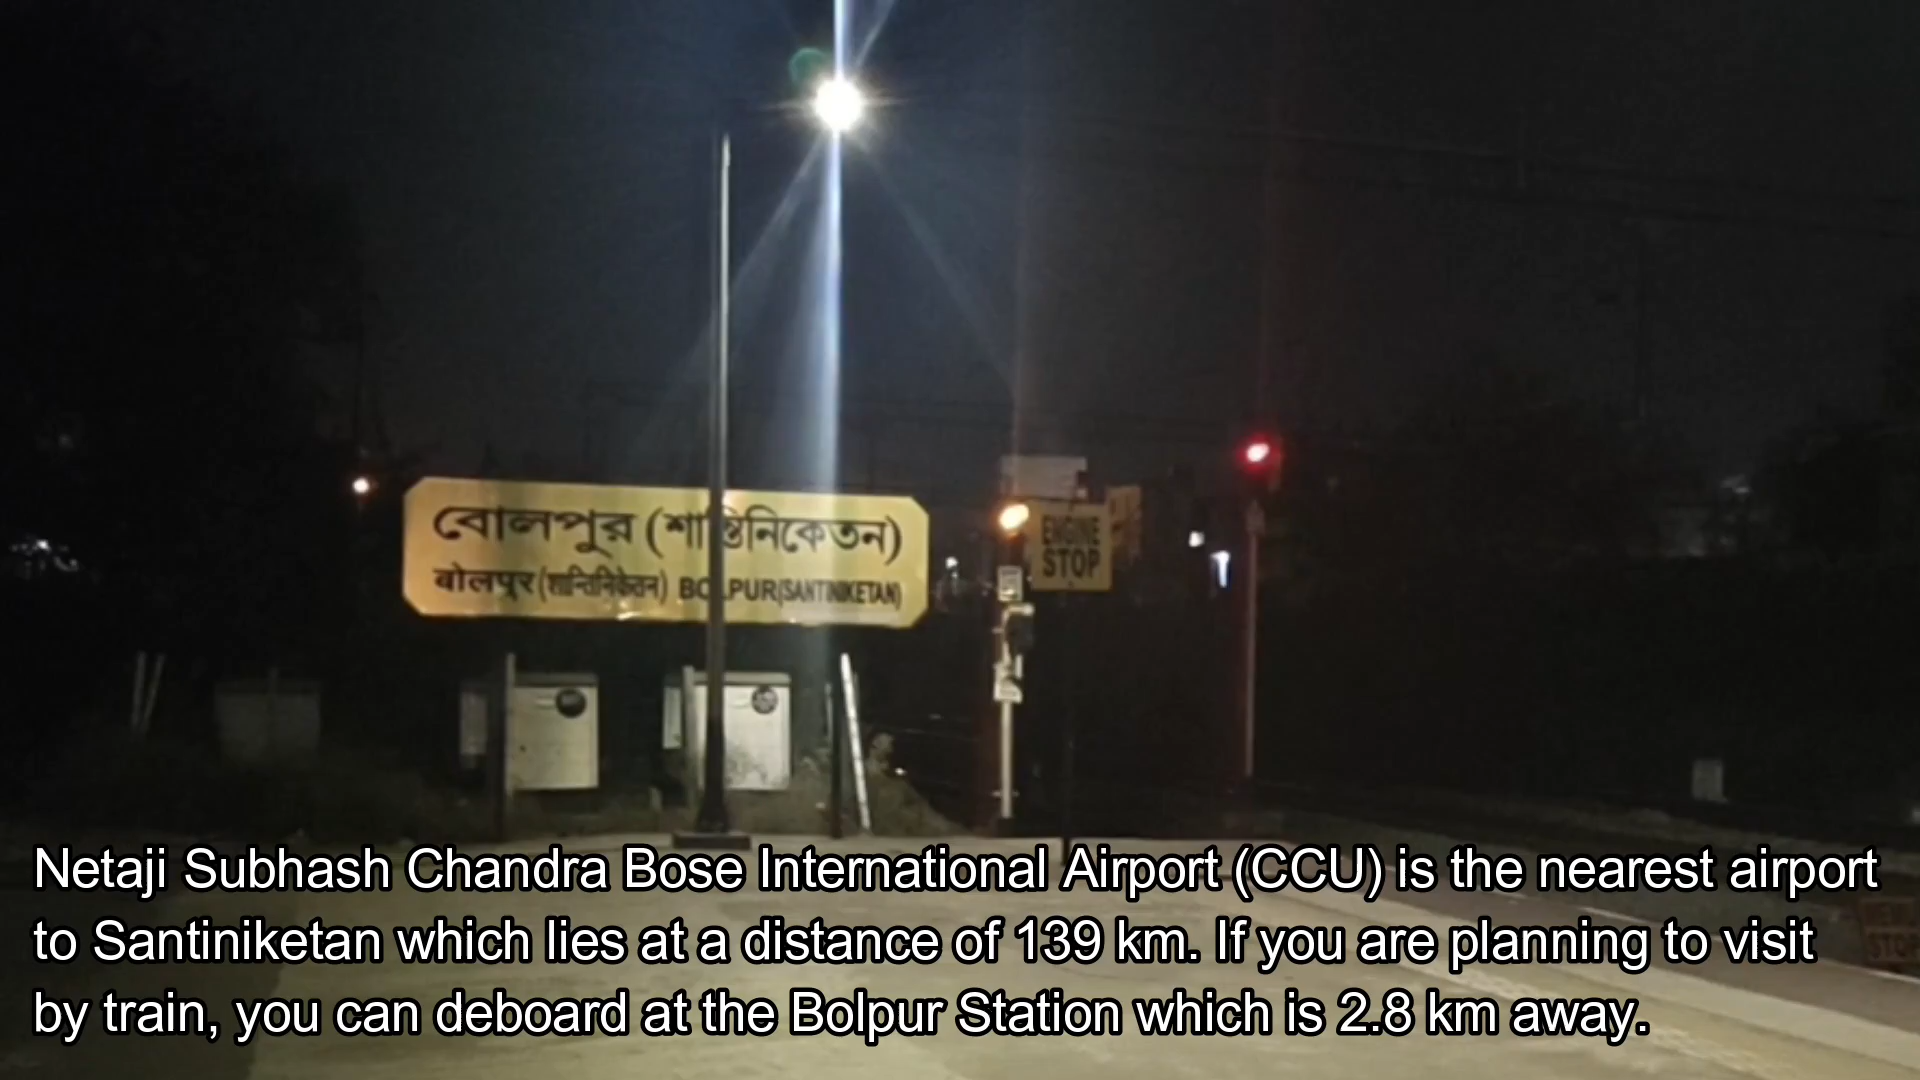 বোলপুর (শান্তিনিকেতন)
बोलपुर (शान्तिनिकेतन) BOLPUR(SANTINIKETAN)
ENGINE
STOP
Netaji Subhash Chandra Bose International Airport (CCU) is the nearest airport
to Santiniketan which lies at a distance of 139 km. If you are planning to visit
by train, you can deboard at the Bolpur Station which is 2.8 km away.
STOP